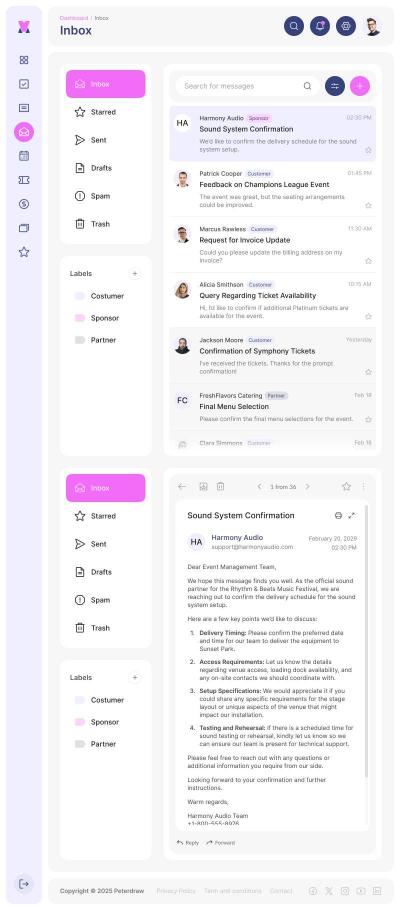 Dashboard / Inbox
Inbox
Inbox
Starred
Sent
Drafts
Spam
Trash
Labels
+
Costumer
Sponsor
Partner
Search for messages
HA
Harmony Audio Sponsor 02:30 PM
Sound System Confirmation
We'd like to confirm the delivery schedule for the sound
system setup.
Patrick Cooper Customer 01:45 PM
Feedback on Champions League Event
The event was great, but the seating arrangements
could be improved.
Marcus Rawless Customer 11:30 AM
Request for Invoice Update
Could you please update the billing address on my
invoice?
Alicia Smithson Customer 10:15 AM
Query Regarding Ticket Availability
Hi, I'd like to confirm if additional Platinum tickets are
available for the event.
Jackson Moore Customer Yesterday
Confirmation of Symphony Tickets
I've received the tickets. Thanks for the prompt
confirmation!
FC
FreshFlavors Catering Partner Feb 18
Final Menu Selection
Please confirm the final menu selections for the event.
Clara Simmons Customer Feb 18
Inbox
Starred
Sent
Drafts
Spam
Trash
Labels
+
Costumer
Sponsor
Partner
1 from 36
Sound System Confirmation
HA
Harmony Audio February 20, 2029
support@harmonyaudio.com 02:30 PM
Dear Event Management Team,
We hope this message finds you well. As the official sound
partner for the Rhythm & Beats Music Festival, we are
reaching out to confirm the delivery schedule for the sound
system setup.
Here are a few key points we'd like to discuss:
1. Delivery Timing: Please confirm the preferred date
and time for our team to deliver the equipment to
Sunset Park.
2. Access Requirements: Let us know the details
regarding venue access, loading dock availability, and
any on-site contacts we should coordinate with.
3. Setup Specifications: We would appreciate it if you
could share any specific requirements for the stage
layout or unique aspects of the venue that might
impact our installation.
4. Testing and Rehearsal: If there is a scheduled time for
sound testing or rehearsal, kindly let us know so we
can ensure our team is present for technical support.
Please feel free to reach out with any questions or
additional information you require from our side.
Looking forward to your confirmation and further
instructions.
Warm regards,
Harmony Audio Team
+1-800-555-8976
Reply Forward
Copyright © 2025 Peterdraw Privacy Policy Term and conditions Contact